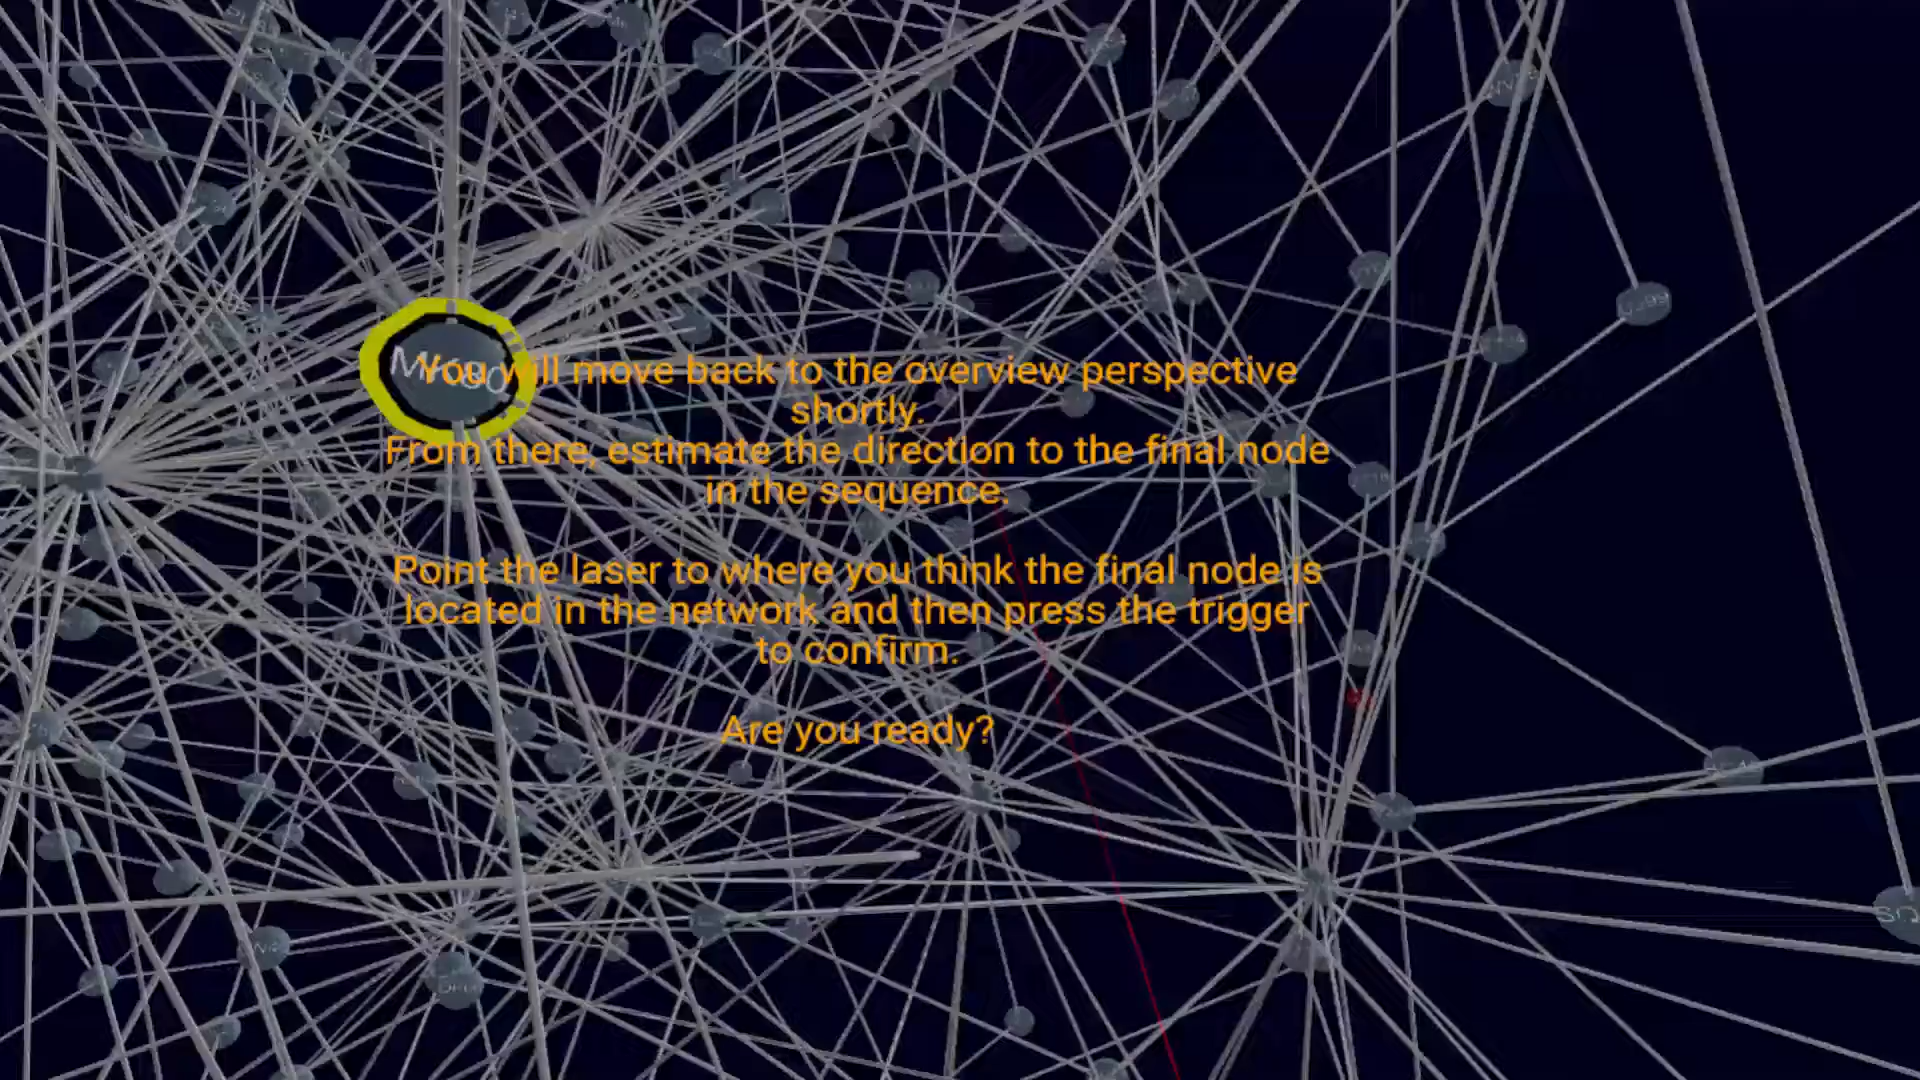 You will move back to the overview perspective
shortly.
From there, estimate the direction to the final node
in the sequence.
Point the laser to where you think the final node is
located in the network and then press the trigger
to confirm.
Are you ready?